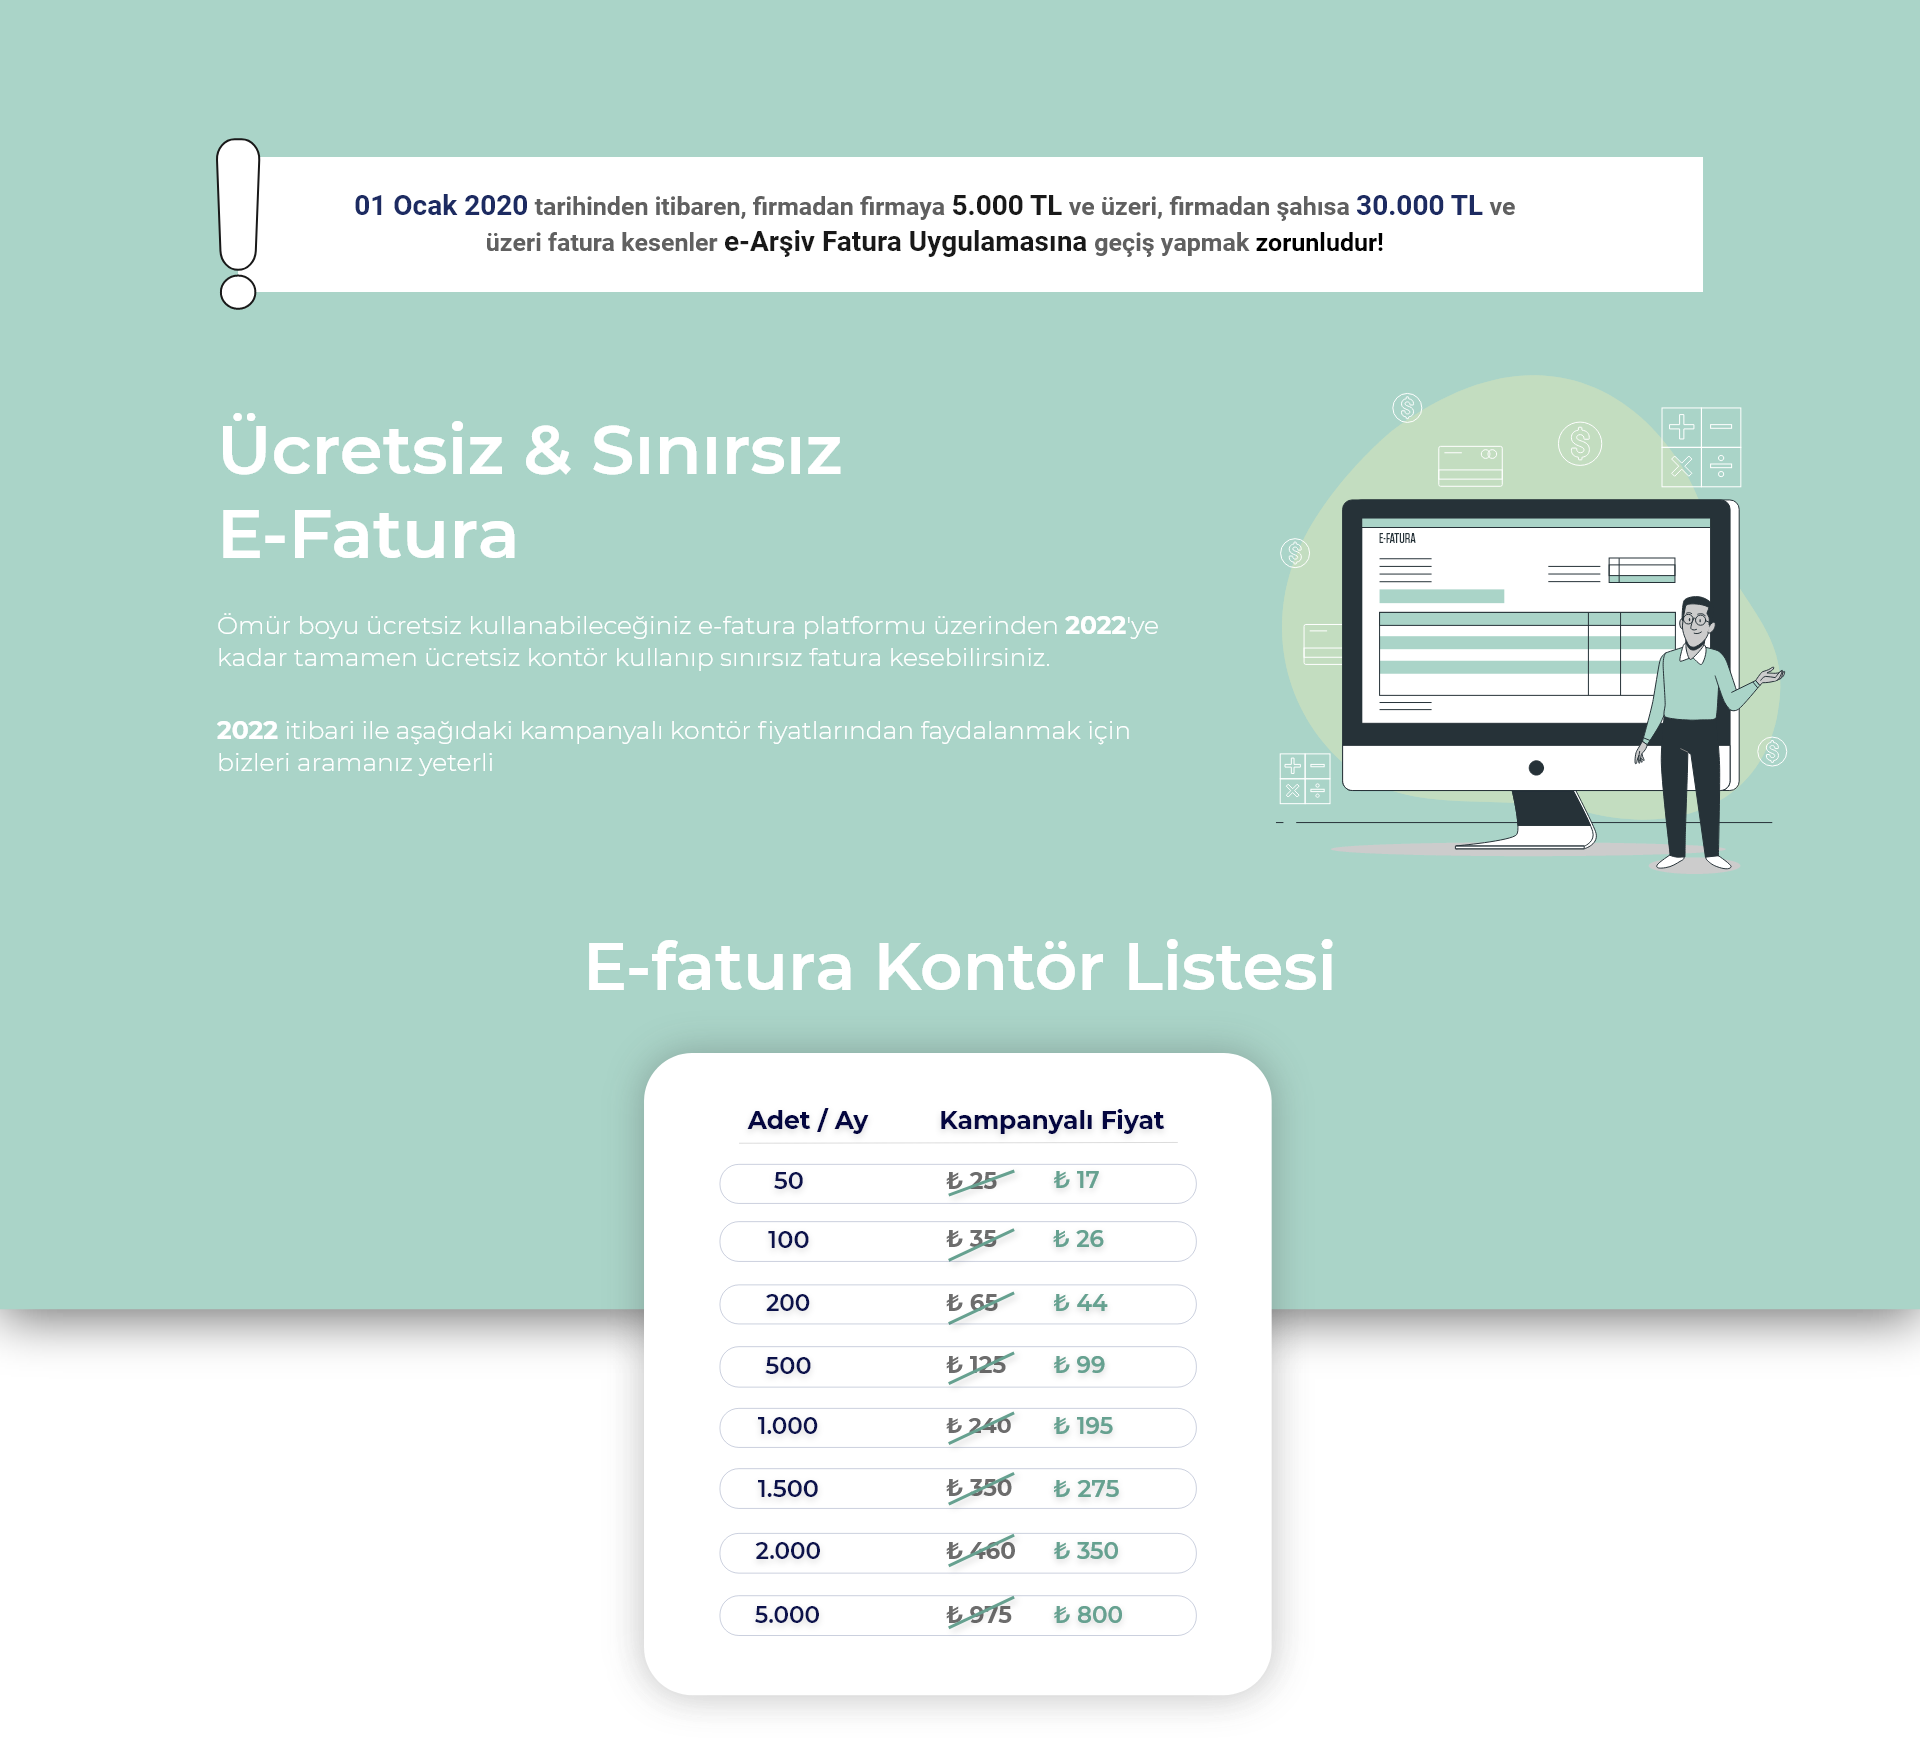 01 Ocak 2020 tarihinden itibaren, firmadan firmaya 5.000 TL ve üzeri, firmadan şahısa 30.000 TL ve
üzeri fatura kesenler e-Arşiv Fatura Uygulamasına geçiş yapmak zorunludur!
Ücretsiz & Sınırsız
E-Fatura
Ömür boyu ücretsiz kullanabileceğiniz e-fatura platformu üzerinden 2022'ye
kadar tamamen ücretsiz kontör kullanıp sınırsız fatura kesebilirsiniz.
2022 itibari ile aşağıdaki kampanyalı kontör fiyatlarından faydalanmak için
bizleri aramanız yeterli
E-FATURA
E-fatura Kontör Listesi
Adet / Ay Kampanyalı Fiyat
50 ₺ 25 ₺ 17
100 ₺ 35 ₺ 26
200 ₺ 65 ₺ 44
500 ₺ 125 ₺ 99
1.000 ₺ 240 ₺ 195
1.500 ₺ 350 ₺ 275
2.000 ₺ 460 ₺ 350
5.000 ₺ 975 ₺ 800